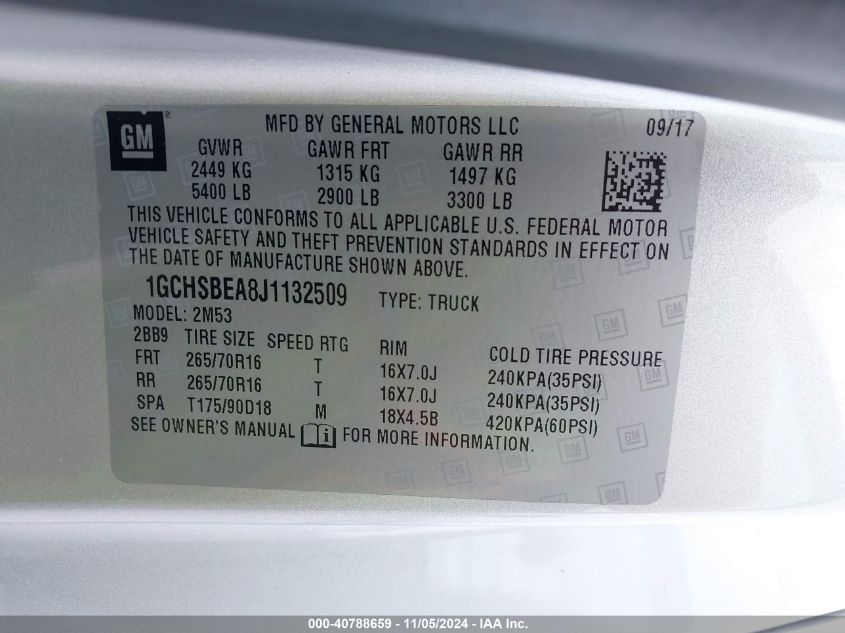 GM ® MFD BY GENERAL MOTORS LLC 09/17
GVWR GAWR FRT GAWR RR
2449 KG 1315 KG 1497 KG
5400 LB 2900 LB 3300 LB
THIS VEHICLE CONFORMS TO ALL APPLICABLE U.S. FEDERAL MOTOR
VEHICLE SAFETY AND THEFT PREVENTION STANDARDS IN EFFECT ON
THE DATE OF MANUFACTURE SHOWN ABOVE.
1GCHSBEA8J1132509 TYPE: TRUCK
MODEL: 2M53
2BB9 TIRE SIZE SPEED RTG RIM COLD TIRE PRESSURE
FRT 265/70R16 T 16X7.0J 240KPA(35PSI)
RR 265/70R16 T 16X7.0J 240KPA(35PSI)
SPA T175/90D18 M 18X4.5B 420KPA(60PSI)
SEE OWNER'S MANUAL i FOR MORE INFORMATION.
000-40788659 - 11/05/2024 - IAA Inc.